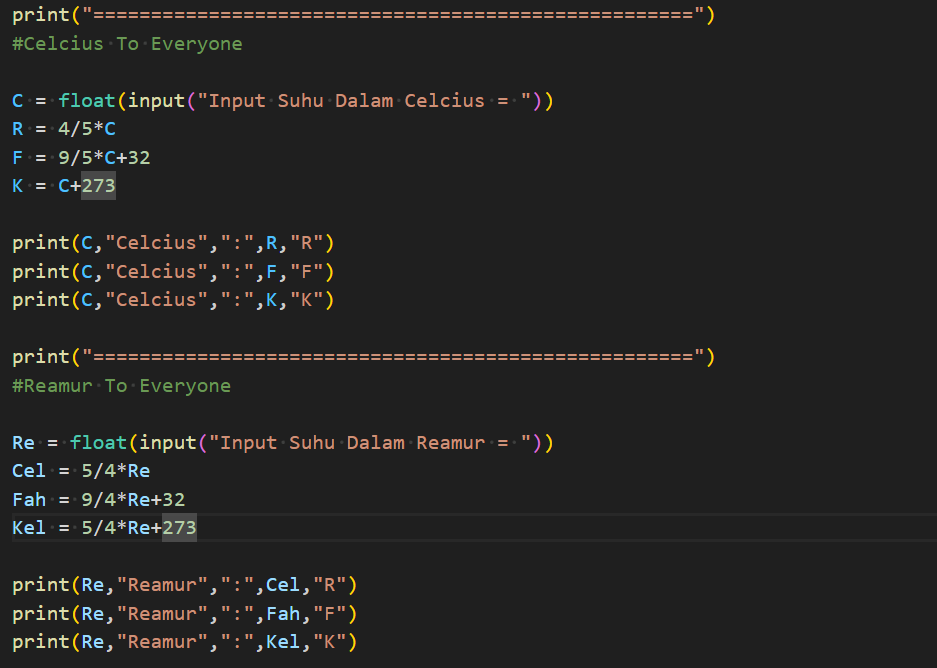 print("====================================================")
#Celcius To Everyone
C = float(input("Input Suhu Dalam Celcius = "))
R = 4/5*C
F = 9/5*C+32
K = C+273
print(C,"Celcius",":",R,"R")
print(C,"Celcius",":",F,"F")
print(C,"Celcius",":",K,"K")
print("====================================================")
#Reamur To Everyone
Re = float(input("Input Suhu Dalam Reamur = "))
Cel = 5/4*Re
Fah = 9/4*Re+32
Kel = 5/4*Re+273
print(Re,"Reamur",":",Cel,"R")
print(Re,"Reamur",":",Fah,"F")
print(Re,"Reamur",":",Kel,"K")